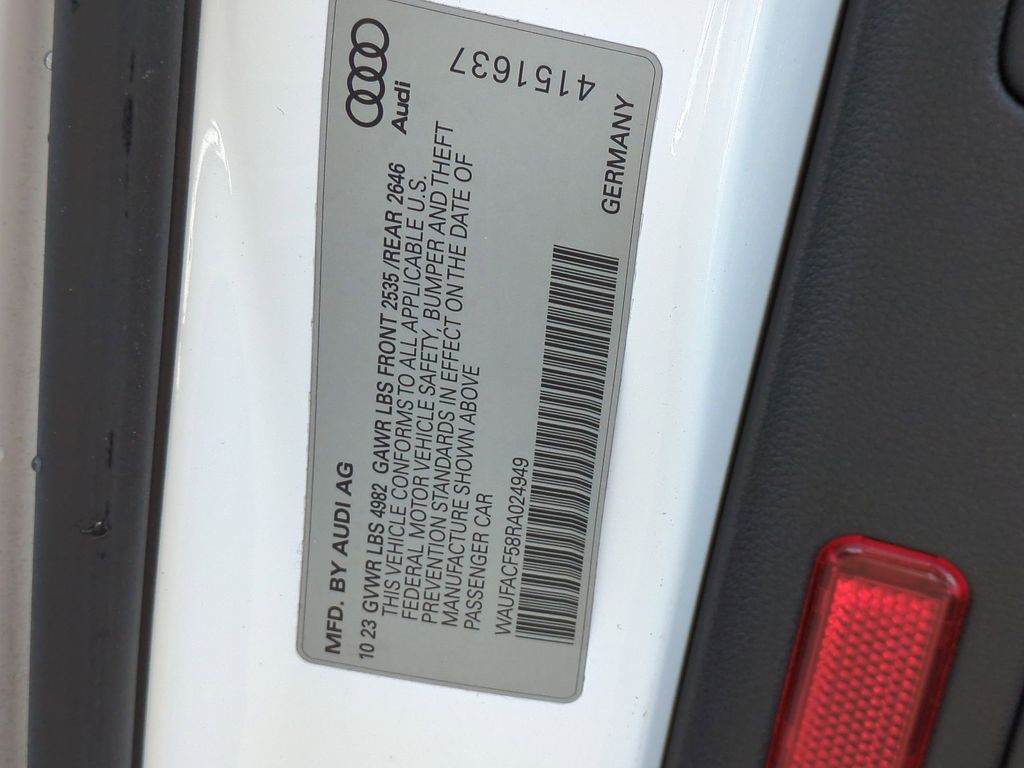 MFD. BY AUDI AG
10 23 GVWR LBS 4982 GAWR LBS FRONT 2535 /REAR 2646
THIS VEHICLE CONFORMS TO ALL APPLICABLE U.S.
FEDERAL MOTOR VEHICLE SAFETY, BUMPER AND THEFT
PREVENTION STANDARDS IN EFFECT ON THE DATE OF
MANUFACTURE SHOWN ABOVE
PASSENGER CAR
WAUFACF58RA024949
Audi
4151637
GERMANY